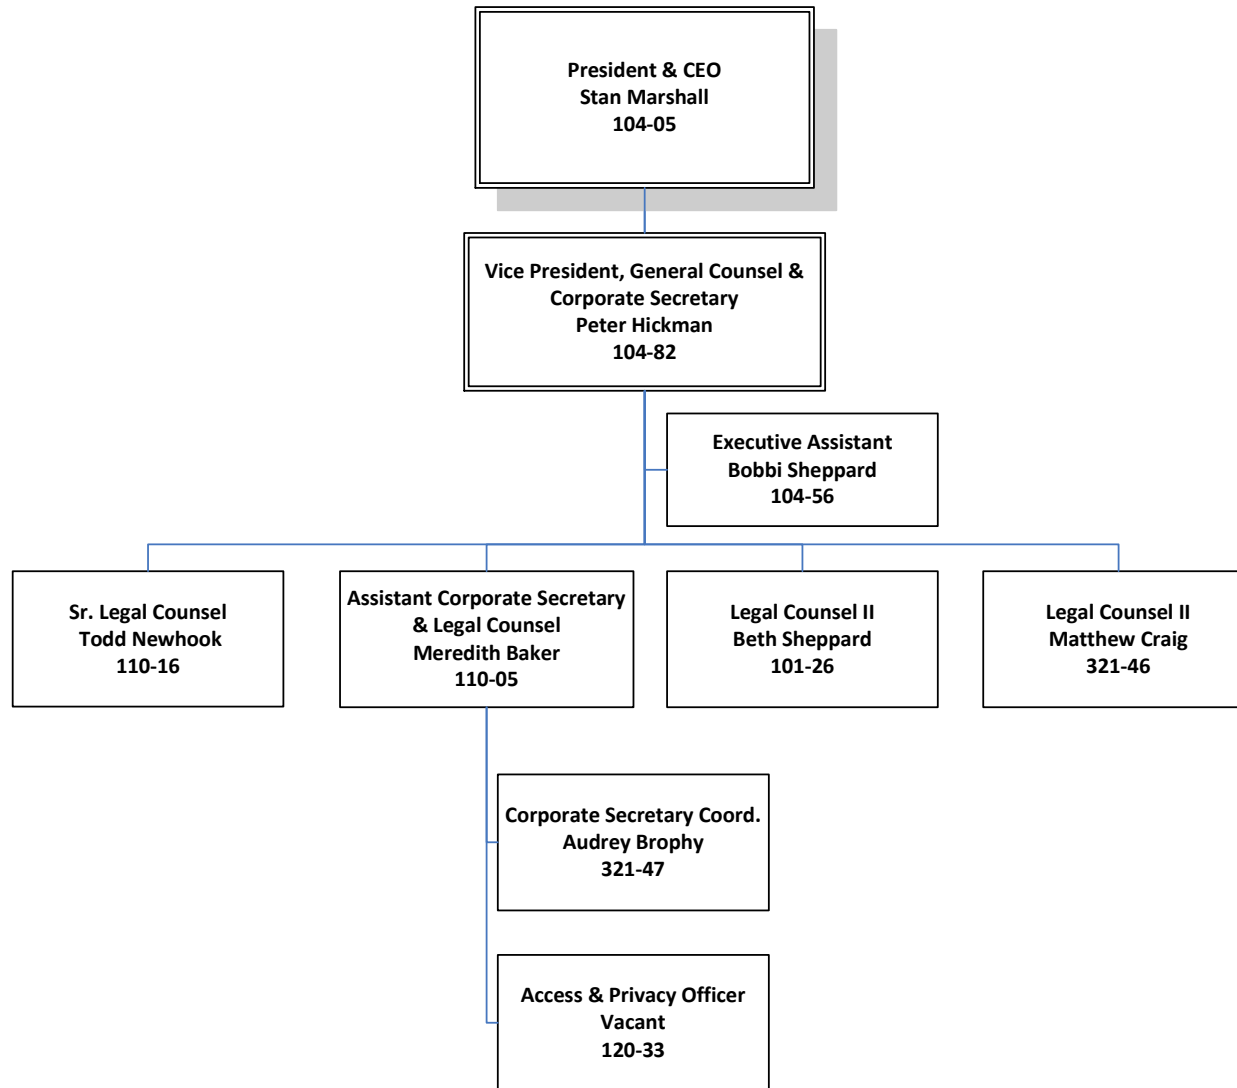 President & CEO
Stan Marshall
104-05
Vice President, General Counsel &
Corporate Secretary
Peter Hickman
104-82
Executive Assistant
Bobbi Sheppard
104-56
Sr. Legal Counsel
Todd Newhook
110-16
Assistant Corporate Secretary
& Legal Counsel
Meredith Baker
110-05
Legal Counsel II
Beth Sheppard
101-26
Legal Counsel II
Matthew Craig
321-46
Corporate Secretary Coord.
Audrey Brophy
321-47
Access & Privacy Officer
Vacant
120-33